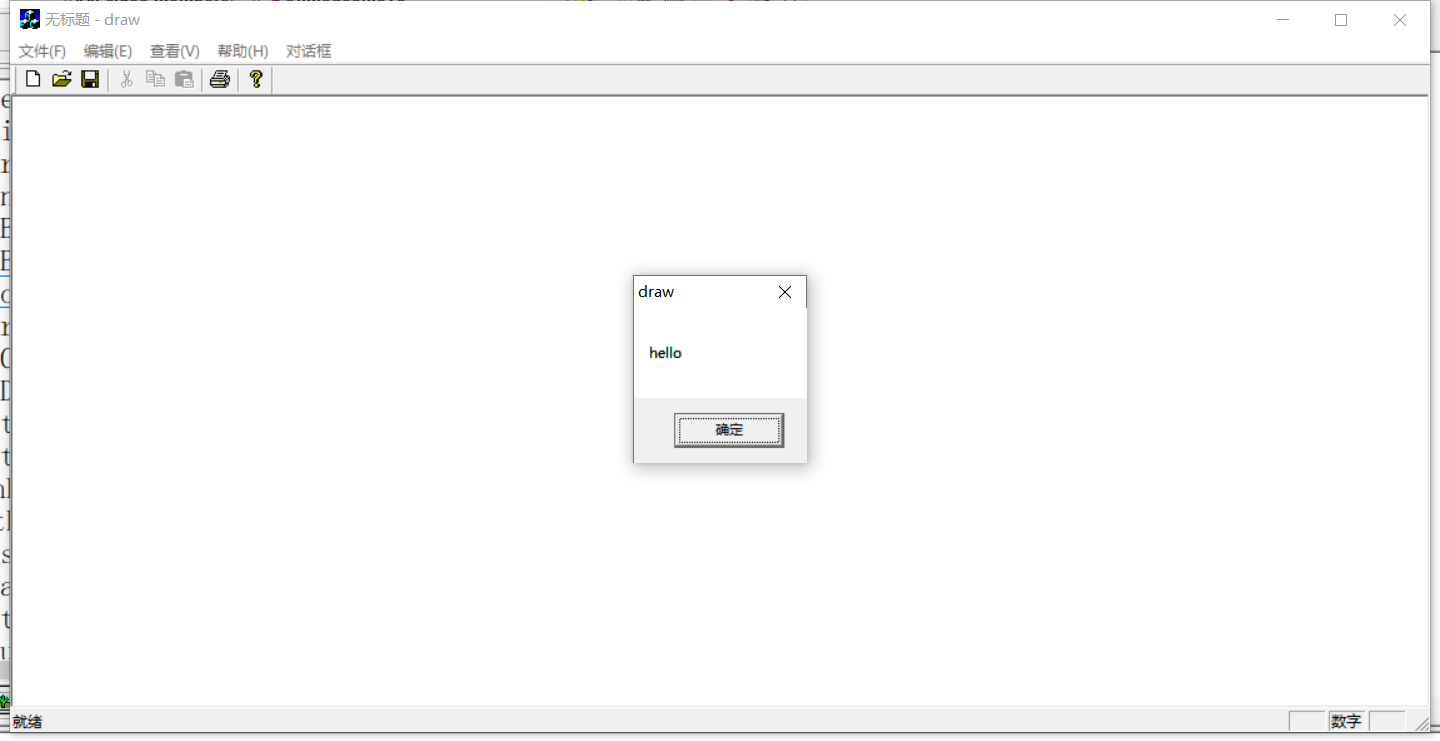 无标题 - draw
文件(F) 编辑(E) 查看(V) 帮助(H) 对话框
draw
hello
确定
就绪
数字